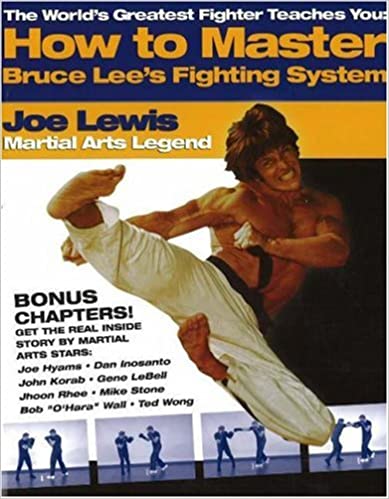 The World's Greatest Fighter Teaches You:
How to Master
Bruce Lee's Fighting System
Joe Lewis
Martial Arts Legend
BONUS
CHAPTERS!
GET THE REAL INSIDE
STORY BY MARTIAL
ARTS STARS:
Joe Hyams • Dan Inosanto
John Korab • Gene LeBell
Jhoon Rhee • Mike Stone
Bob "O'Hara" Wall • Ted Wong